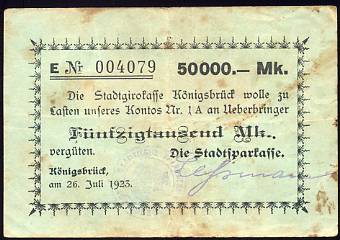 E № 004079 50000.— Mk.
Die Stadtgirokasse Königsbrück wolle zu
Lasten unseres Kontos Nr. 1A an Ueberbringer
Fünfzigtausend Mk.
vergüten. Die Stadtsparkasse.
Königsbrück,
am 26. Juli 1923.